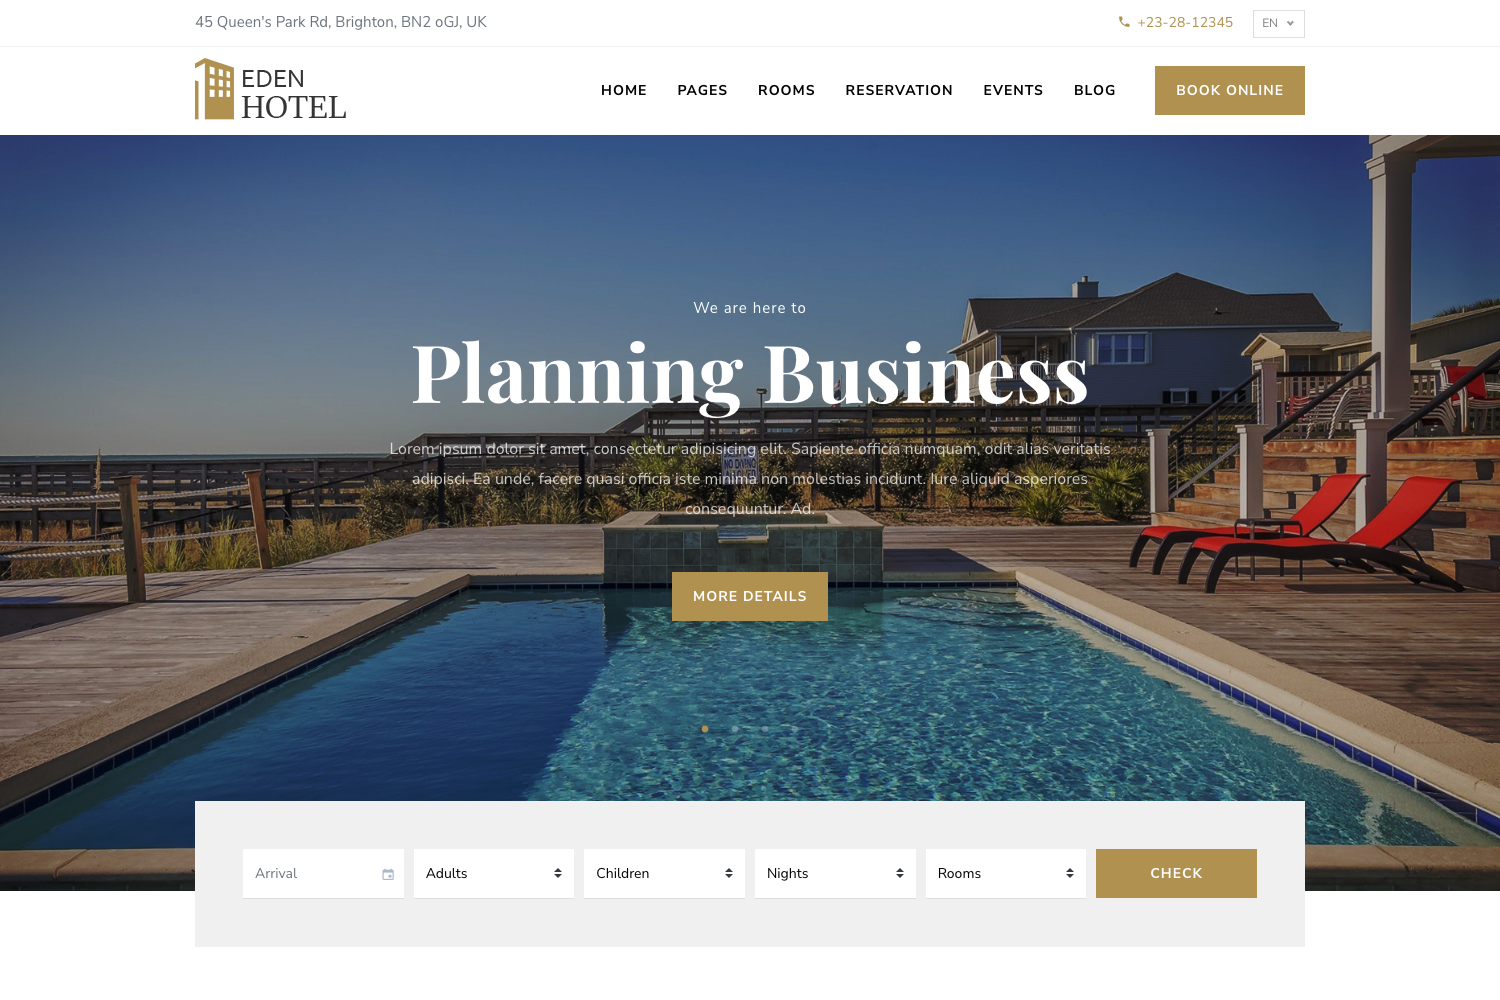 45 Queen's Park Rd, Brighton, BN2 oGJ, UK
+23-28-12345
EN
EDEN
HOTEL
HOME PAGES ROOMS RESERVATION EVENTS BLOG BOOK ONLINE
We are here to
Planning Business
Lorem ipsum dolor sit amet, consectetur adipisicing elit. Sapiente officia numquam, odit alias veritatis
adipisci. Ea unde, facere quasi officia iste minima non molestias incidunt. Iure aliquid asperiores
consequuntur. Ad.
NO DIVING
MORE DETAILS
Arrival Adults Children Nights Rooms CHECK